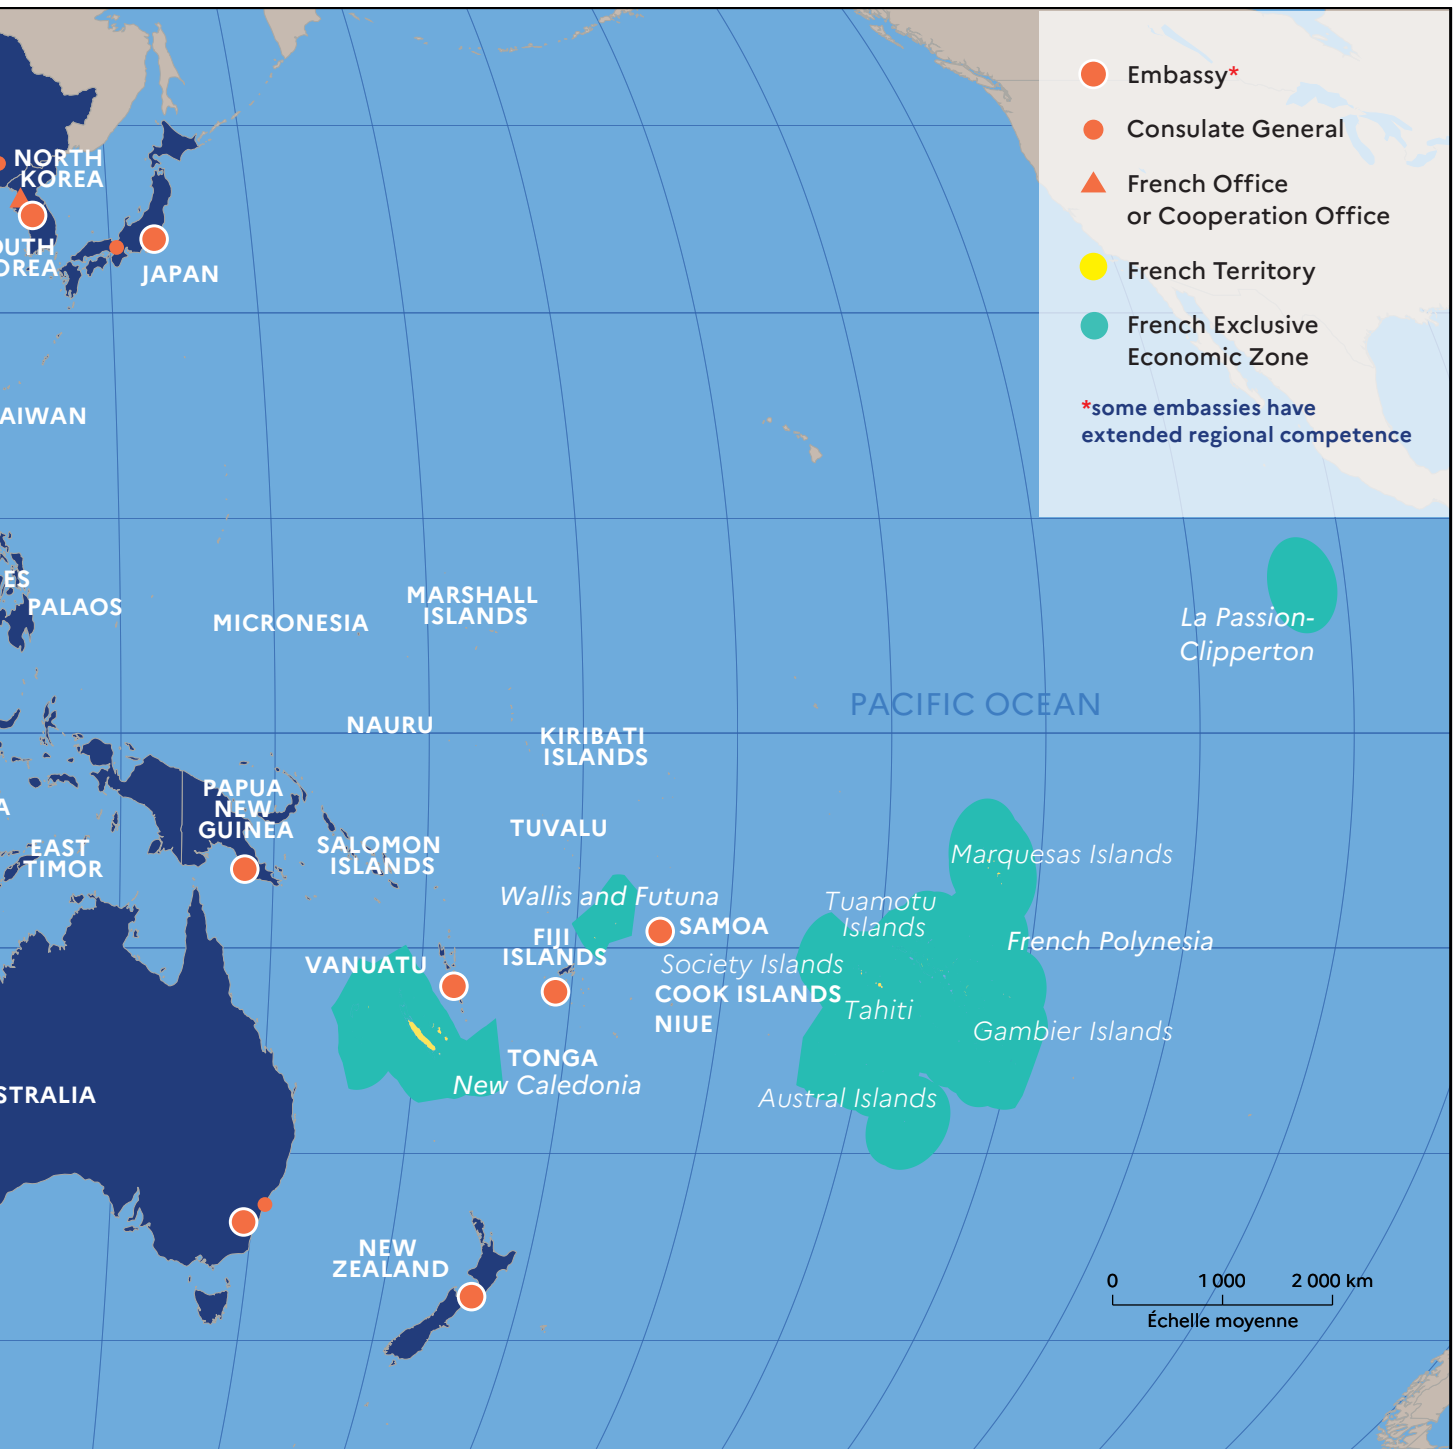 Embassy*
Consulate General
French Office
or Cooperation Office
French Territory
French Exclusive
Economic Zone
*some embassies have
extended regional competence
NORTH
KOREA
OUTH
OREA
JAPAN
AIWAN
ES
PALAOS
MICRONESIA
MARSHALL
ISLANDS
La Passion-
Clipperton
PACIFIC OCEAN
NAURU
KIRIBATI
ISLANDS
PAPUA
NEW
GUINEA
A
EAST
TIMOR
SALOMON
ISLANDS
TUVALU
Marquesas Islands
Wallis and Futuna
Tuamotu
Islands
SAMOA
FIJI
ISLANDS
French Polynesia
VANUATU
Society Islands
COOK ISLANDS
Tahiti
NIUE
Gambier Islands
TONGA
New Caledonia
Austral Islands
STRALIA
NEW
ZEALAND
0 1 000 2 000 km
Échelle moyenne